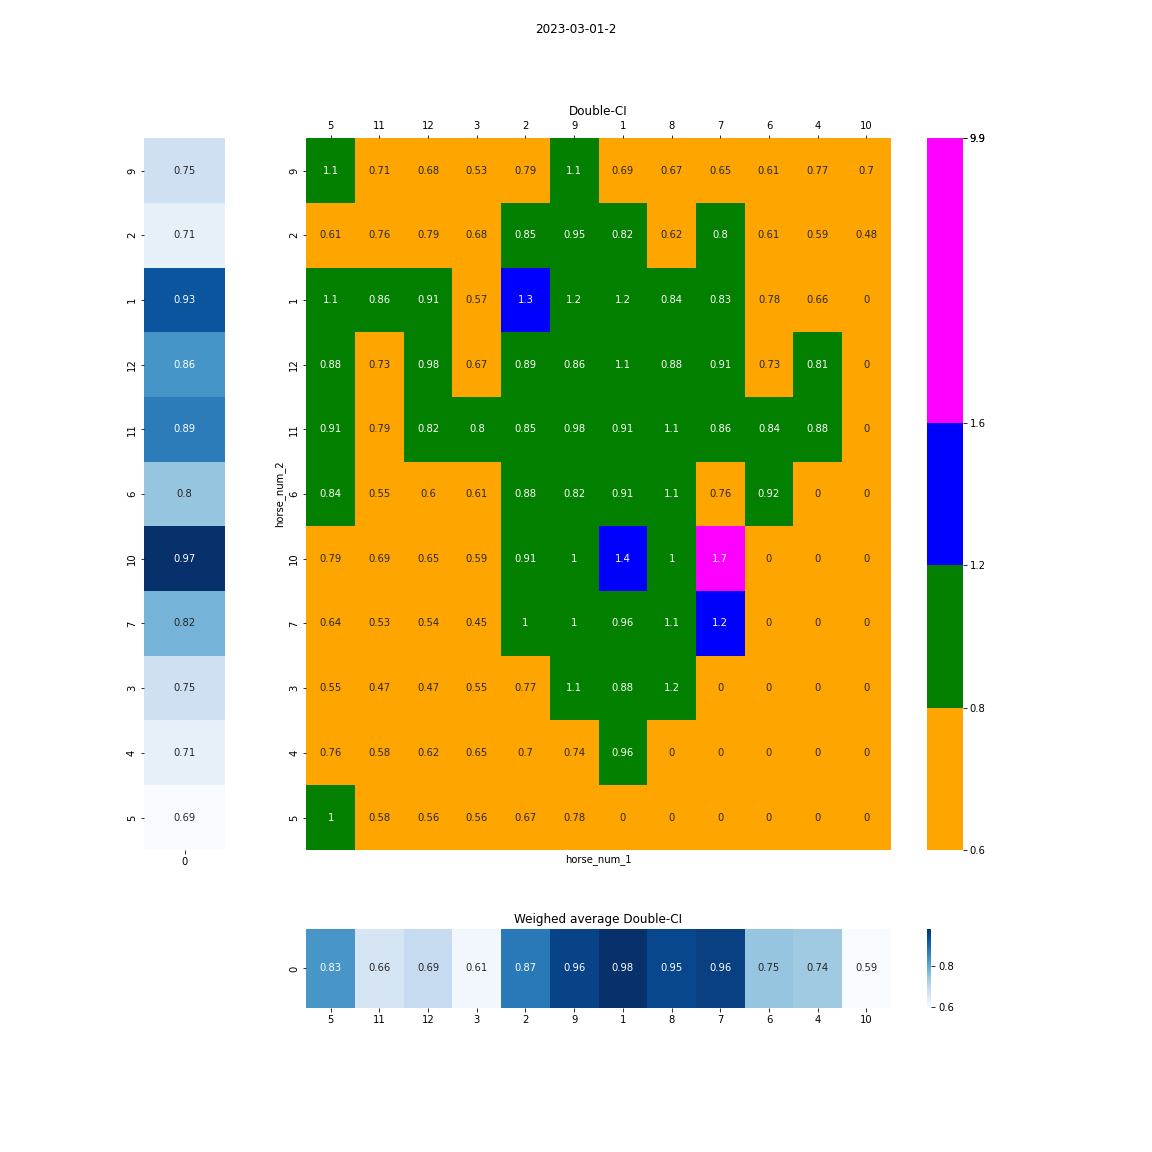 2023-03-01-2
Double-CI
5 11 12 3 2 9 1 8 7 6 4 10
9 0.75 9 1.1 0.71 0.68 0.53 0.79 1.1 0.69 0.67 0.65 0.61 0.77 0.7 9.9
2 0.71 2 0.61 0.76 0.79 0.68 0.85 0.95 0.82 0.62 0.8 0.61 0.59 0.48
1 0.93 1 1.1 0.86 0.91 0.57 1.3 1.2 1.2 0.84 0.83 0.78 0.66 0
12 0.86 12 0.88 0.73 0.98 0.67 0.89 0.86 1.1 0.88 0.91 0.73 0.81 0
11 0.89 11 0.91 0.79 0.82 0.8 0.85 0.98 0.91 1.1 0.86 0.84 0.88 0 1.6
horse_num_2
6 0.8 6 0.84 0.55 0.6 0.61 0.88 0.82 0.91 1.1 0.76 0.92 0 0
10 0.97 10 0.79 0.69 0.65 0.59 0.91 1 1.4 1 1.7 0 0 0 1.2
7 0.82 7 0.64 0.53 0.54 0.45 1 1 0.96 1.1 1.2 0 0 0
3 0.75 3 0.55 0.47 0.47 0.55 0.77 1.1 0.88 1.2 0 0 0 0 0.8
4 0.71 4 0.76 0.58 0.62 0.65 0.7 0.74 0.96 0 0 0 0 0
5 0.69 5 1 0.58 0.56 0.56 0.67 0.78 0 0 0 0 0 0 0.6
0 horse_num_1
Weighed average Double-CI
0 0.83 0.66 0.69 0.61 0.87 0.96 0.98 0.95 0.96 0.75 0.74 0.59 0.8
0.6
5 11 12 3 2 9 1 8 7 6 4 10